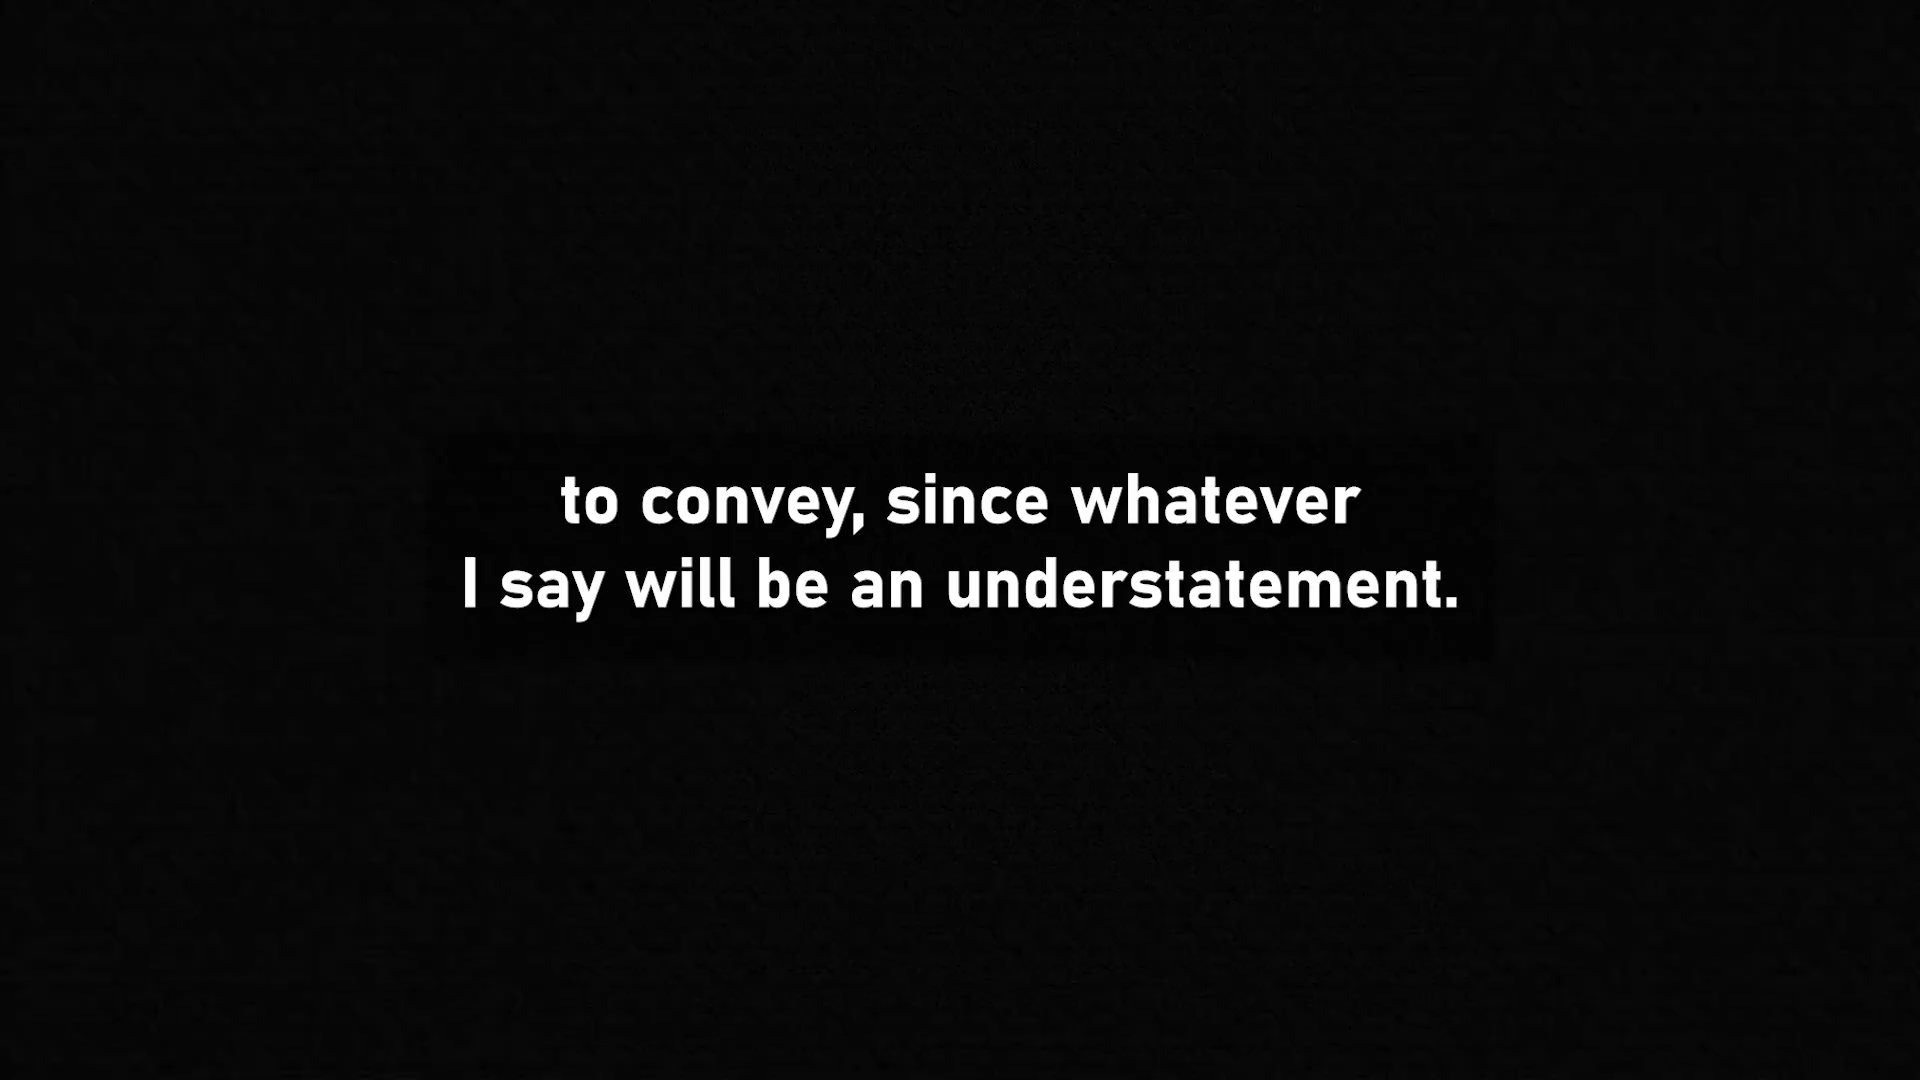 to convey, since whatever
I say will be an understatement.